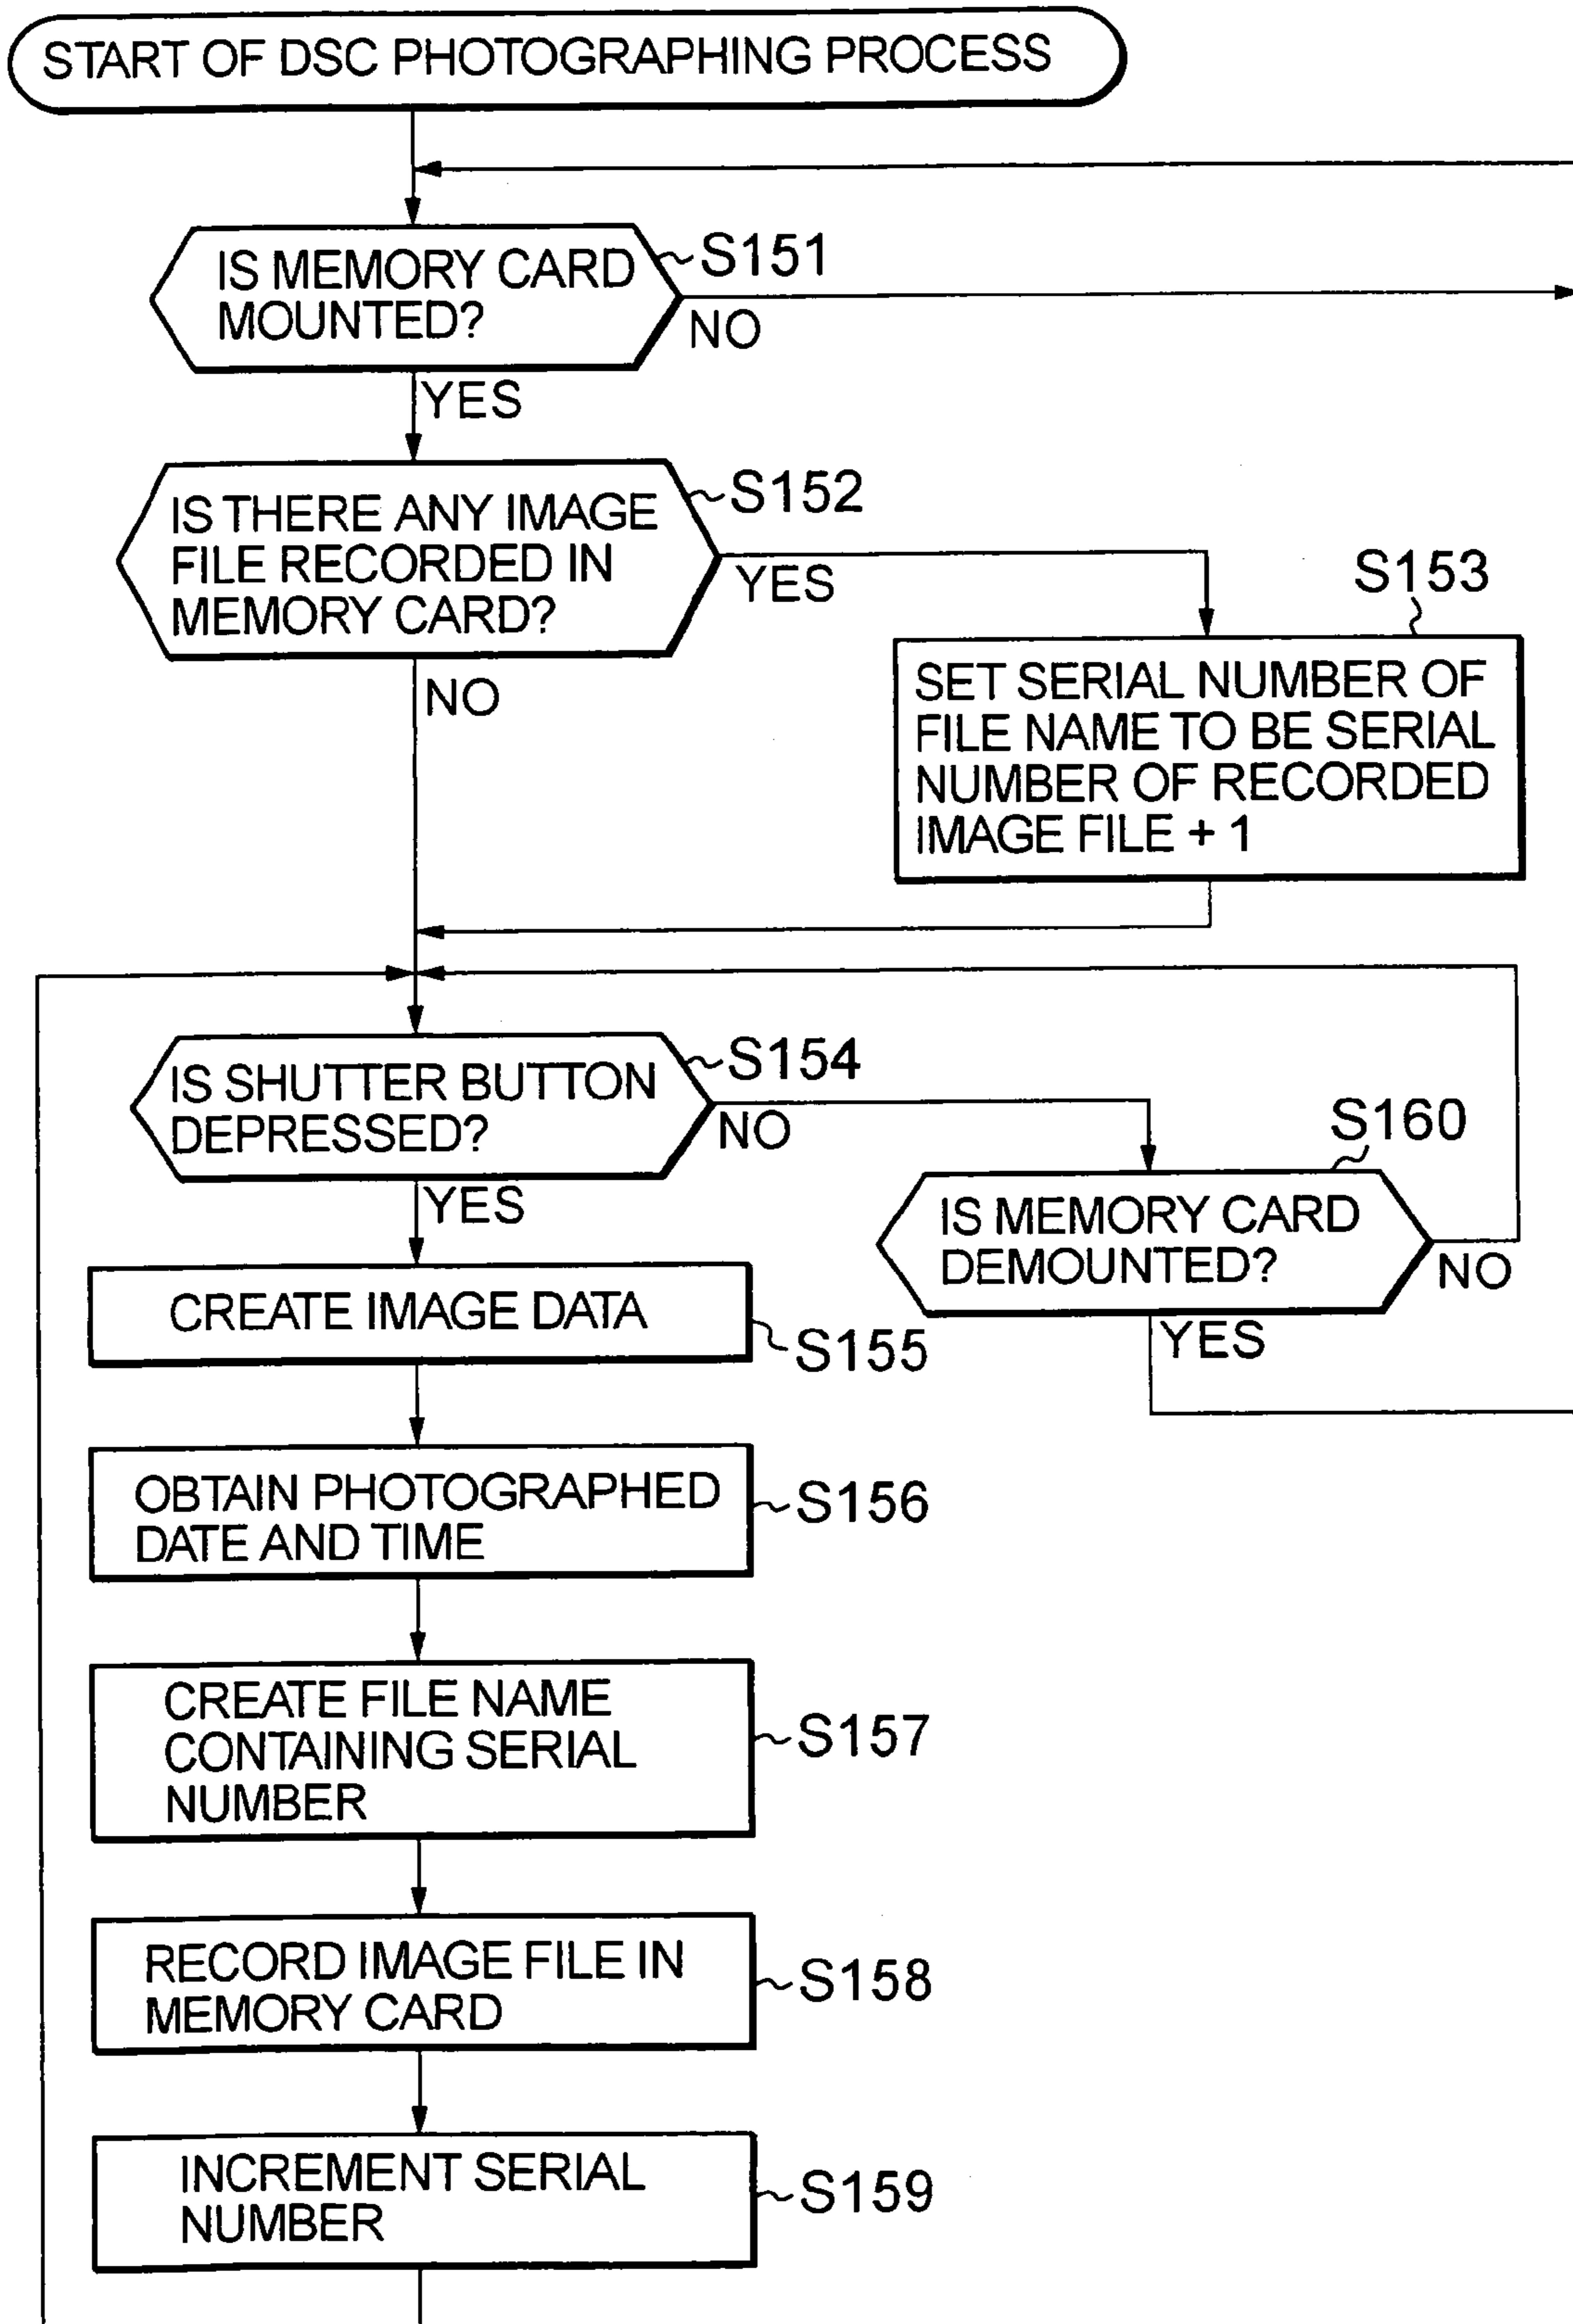 START OF DSC PHOTOGRAPHING PROCESS
IS MEMORY CARD
MOUNTED?
S151
NO
YES
IS THERE ANY IMAGE
FILE RECORDED IN
MEMORY CARD?
S152
YES
NO
S153
SET SERIAL NUMBER OF
FILE NAME TO BE SERIAL
NUMBER OF RECORDED
IMAGE FILE + 1
IS SHUTTER BUTTON
DEPRESSED?
S154
NO
YES
S160
IS MEMORY CARD
DEMOUNTED?
NO
YES
CREATE IMAGE DATA
S155
OBTAIN PHOTOGRAPHED
DATE AND TIME
S156
CREATE FILE NAME
CONTAINING SERIAL
NUMBER
S157
RECORD IMAGE FILE IN
MEMORY CARD
S158
INCREMENT SERIAL
NUMBER
S159